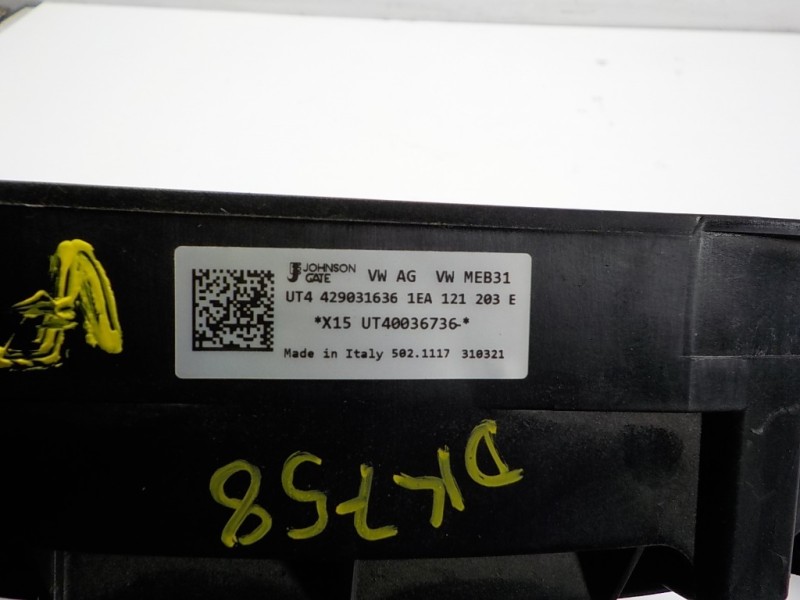 JOHNSON
GATE
VW AG VW MEB31
UT4 429031636 1EA 121 203 E
*X15 UT40036736-*
Made in Italy 502.1117 310321
DK758